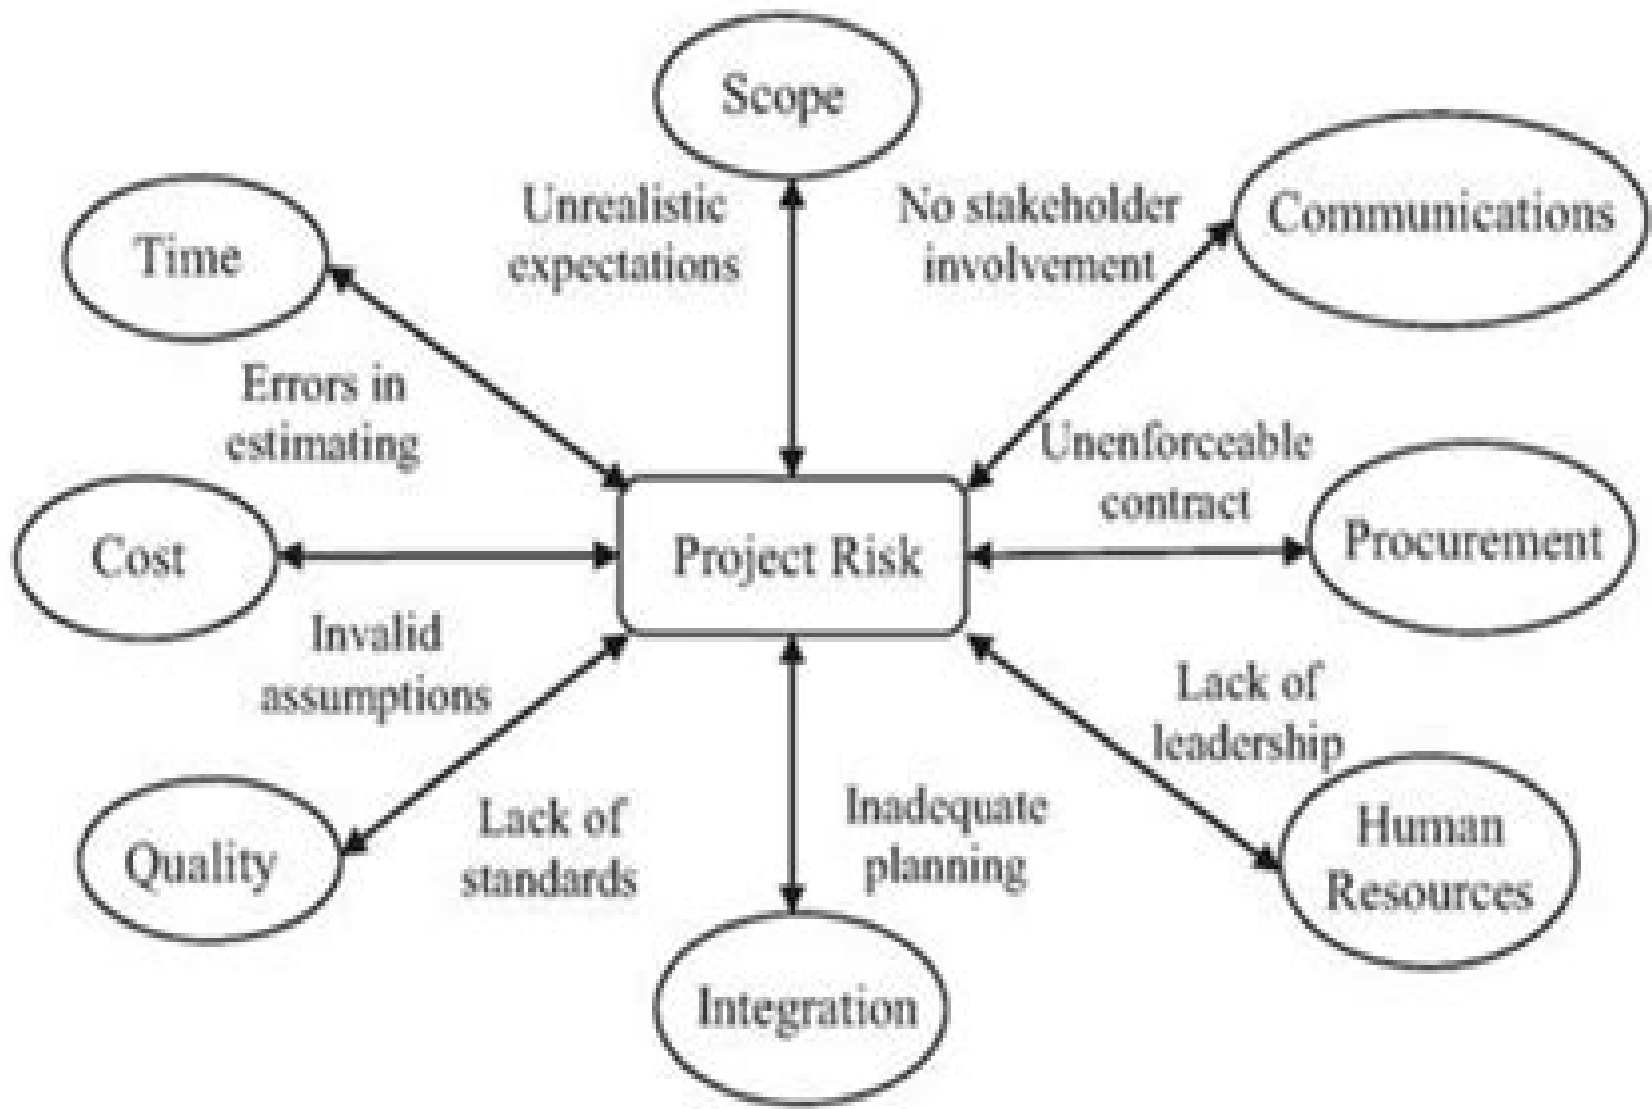 Scope
Unrealistic
expectations
No stakeholder
involvement
Communications
Time
Errors in
estimating
Unenforceable
contract
Cost
Project Risk
Procurement
Invalid
assumptions
Lack of
leadership
Quality
Lack of
standards
Inadequate
planning
Human
Resources
Integration